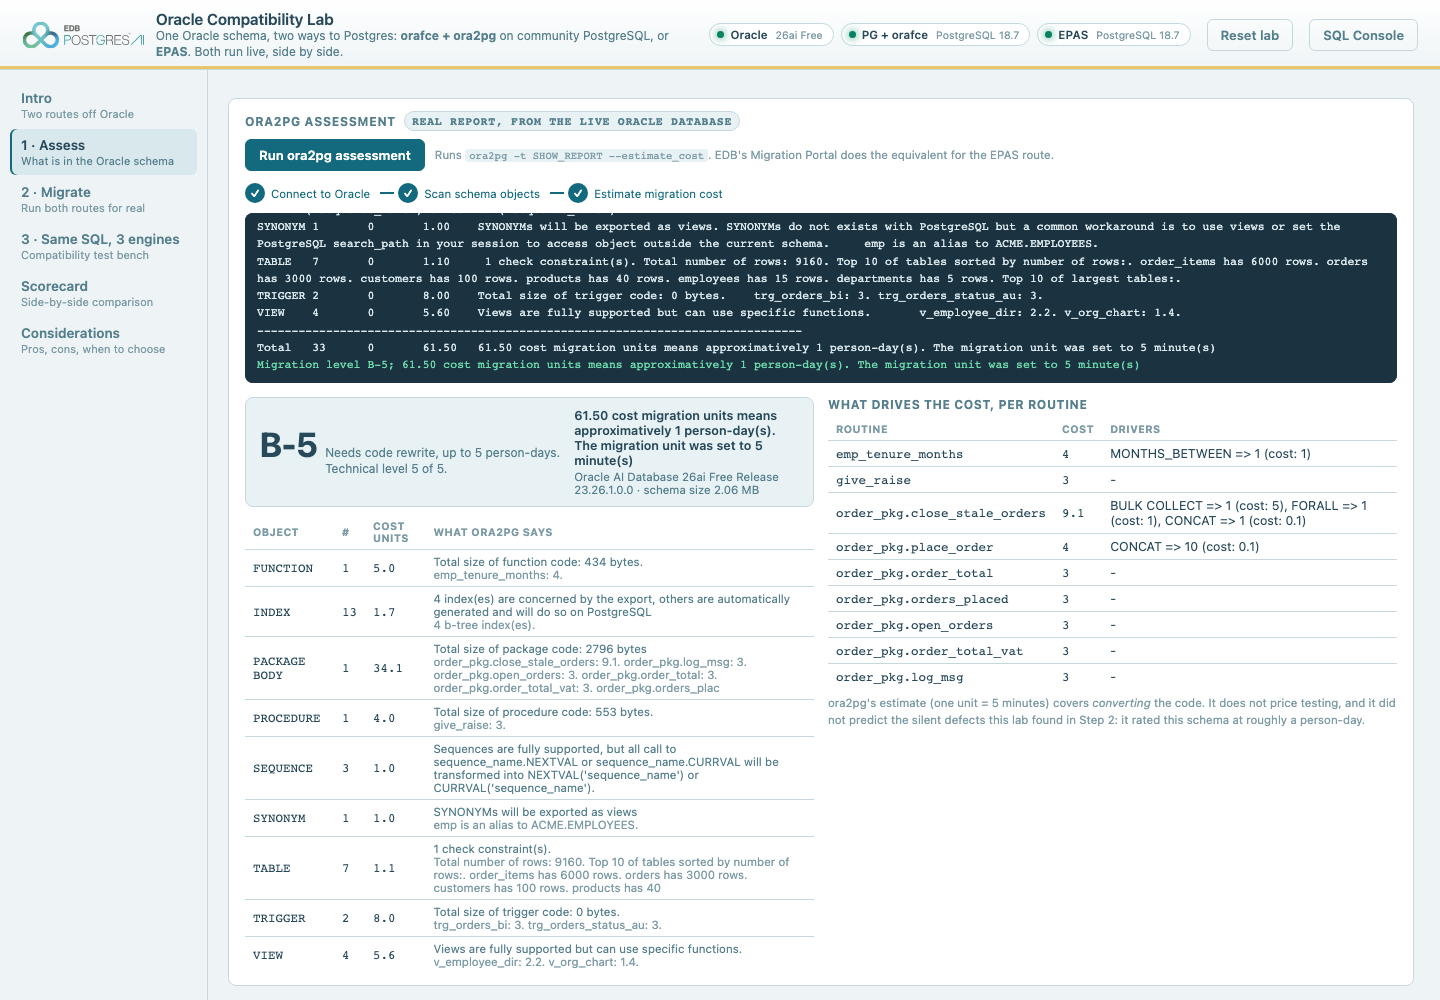 EDB
POSTGRES AI
Oracle Compatibility Lab
One Oracle schema, two ways to Postgres: orafce + ora2pg on community PostgreSQL, or
EPAS. Both run live, side by side.
Oracle 26ai Free
PG + orafce PostgreSQL 18.7
EPAS PostgreSQL 18.7
Reset lab
SQL Console
Intro
Two routes off Oracle
1 · Assess
What is in the Oracle schema
2 · Migrate
Run both routes for real
3 · Same SQL, 3 engines
Compatibility test bench
Scorecard
Side-by-side comparison
Considerations
Pros, cons, when to choose
ORA2PG ASSESSMENT
REAL REPORT, FROM THE LIVE ORACLE DATABASE
Run ora2pg assessment
Runs ora2pg -t SHOW_REPORT --estimate_cost. EDB's Migration Portal does the equivalent for the EPAS route.
Connect to Oracle
Scan schema objects
Estimate migration cost
SYNONYM 1 0 1.00 SYNONYMs will be exported as views. SYNONYMs do not exists with PostgreSQL but a common workaround is to use views or set the
PostgreSQL search_path in your session to access object outside the current schema. emp is an alias to ACME.EMPLOYEES.
TABLE 7 0 1.10 1 check constraint(s). Total number of rows: 9160. Top 10 of tables sorted by number of rows:. order_items has 6000 rows. orders
has 3000 rows. customers has 100 rows. products has 40 rows. employees has 15 rows. departments has 5 rows. Top 10 of largest tables:.
TRIGGER 2 0 8.00 Total size of trigger code: 0 bytes. trg_orders_bi: 3. trg_orders_status_au: 3.
VIEW 4 0 5.60 Views are fully supported but can use specific functions. v_employee_dir: 2.2. v_org_chart: 1.4.
-------------------------------------------------------------------------------
Total 33 0 61.50 61.50 cost migration units means approximately 1 person-day(s). The migration unit was set to 5 minute(s)
Migration level B-5; 61.50 cost migration units means approximately 1 person-day(s). The migration unit was set to 5 minute(s)
B-5
Needs code rewrite, up to 5 person-days.
Technical level 5 of 5.
61.50 cost migration units means
approximately 1 person-day(s).
The migration unit was set to 5
minute(s)
Oracle AI Database 26ai Free Release
23.26.1.0.0 · schema size 2.06 MB
OBJECT # COST UNITS WHAT ORA2PG SAYS
FUNCTION 1 5.0 Total size of function code: 434 bytes.
emp_tenure_months: 4.
INDEX 13 1.7 4 index(es) are concerned by the export, others are automatically
generated and will do so on PostgreSQL
4 b-tree index(es).
PACKAGE BODY 1 34.1 Total size of package code: 2796 bytes
order_pkg.close_stale_orders: 9.1. order_pkg.log_msg: 3.
order_pkg.open_orders: 3. order_pkg.order_total: 3.
order_pkg.order_total_vat: 3. order_pkg.orders_plac
PROCEDURE 1 4.0 Total size of procedure code: 553 bytes.
give_raise: 3.
SEQUENCE 3 1.0 Sequences are fully supported, but all call to
sequence_name.NEXTVAL or sequence_name.CURRVAL will be
transformed into NEXTVAL('sequence_name') or
CURRVAL('sequence_name').
SYNONYM 1 1.0 SYNONYMs will be exported as views
emp is an alias to ACME.EMPLOYEES.
TABLE 7 1.1 1 check constraint(s).
Total number of rows: 9160. Top 10 of tables sorted by number of
rows:. order_items has 6000 rows. orders has 3000 rows.
customers has 100 rows. products has 40
TRIGGER 2 8.0 Total size of trigger code: 0 bytes.
trg_orders_bi: 3. trg_orders_status_au: 3.
VIEW 4 5.6 Views are fully supported but can use specific functions.
v_employee_dir: 2.2. v_org_chart: 1.4.
WHAT DRIVES THE COST, PER ROUTINE
ROUTINE COST DRIVERS
emp_tenure_months 4 MONTHS_BETWEEN => 1 (cost: 1)
give_raise 3 -
order_pkg.close_stale_orders 9.1 BULK COLLECT => 1 (cost: 5), FORALL => 1
(cost: 1), CONCAT => 1 (cost: 0.1)
order_pkg.place_order 4 CONCAT => 10 (cost: 0.1)
order_pkg.order_total 3 -
order_pkg.orders_placed 3 -
order_pkg.open_orders 3 -
order_pkg.order_total_vat 3 -
order_pkg.log_msg 3 -
ora2pg's estimate (one unit = 5 minutes) covers converting the code. It does not price testing, and it did
not predict the silent defects this lab found in Step 2: it rated this schema at roughly a person-day.